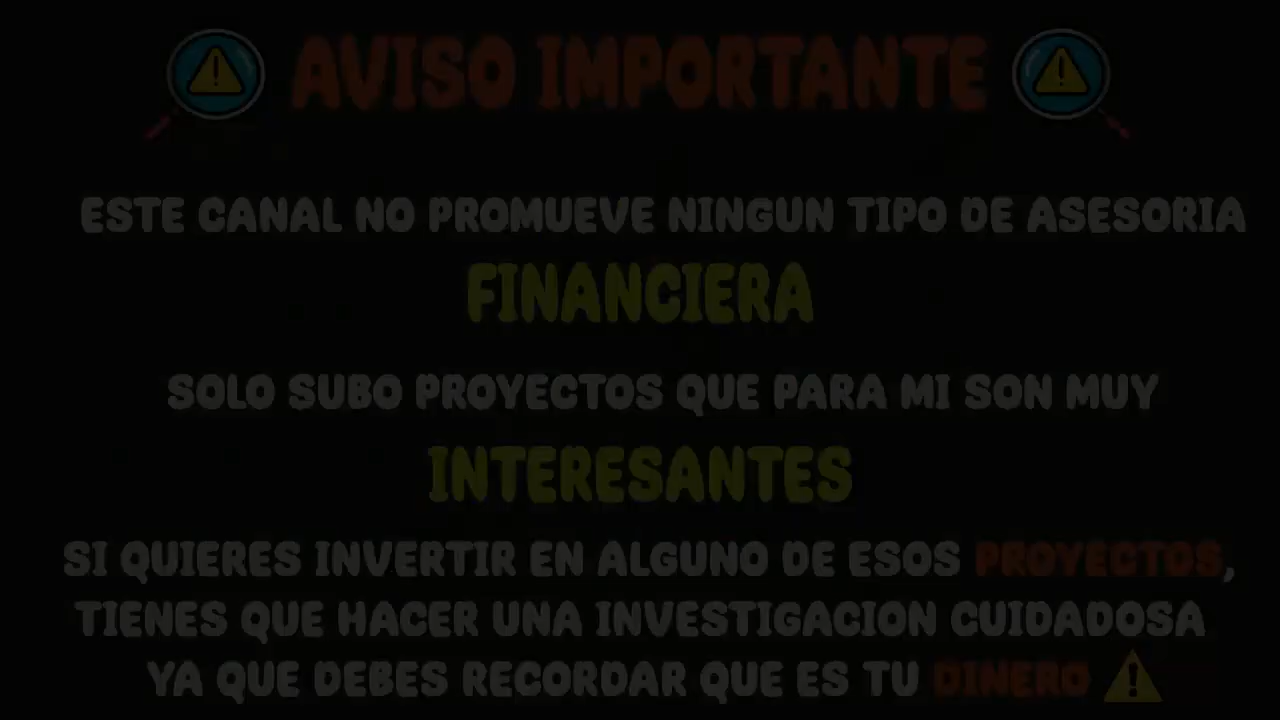 AVISO IMPORTANTE
ESTE CANAL NO PROMUEVE NINGUN TIPO DE ASESORIA
FINANCIERA
SOLO SUBO PROYECTOS QUE PARA MI SON MUY
INTERESANTES
SI QUIERES INVERTIR EN ALGUNO DE ESOS PROYECTOS,
TIENES QUE HACER UNA INVESTIGACION CUIDADOSA
YA QUE DEBES RECORDAR QUE ES TU DINERO